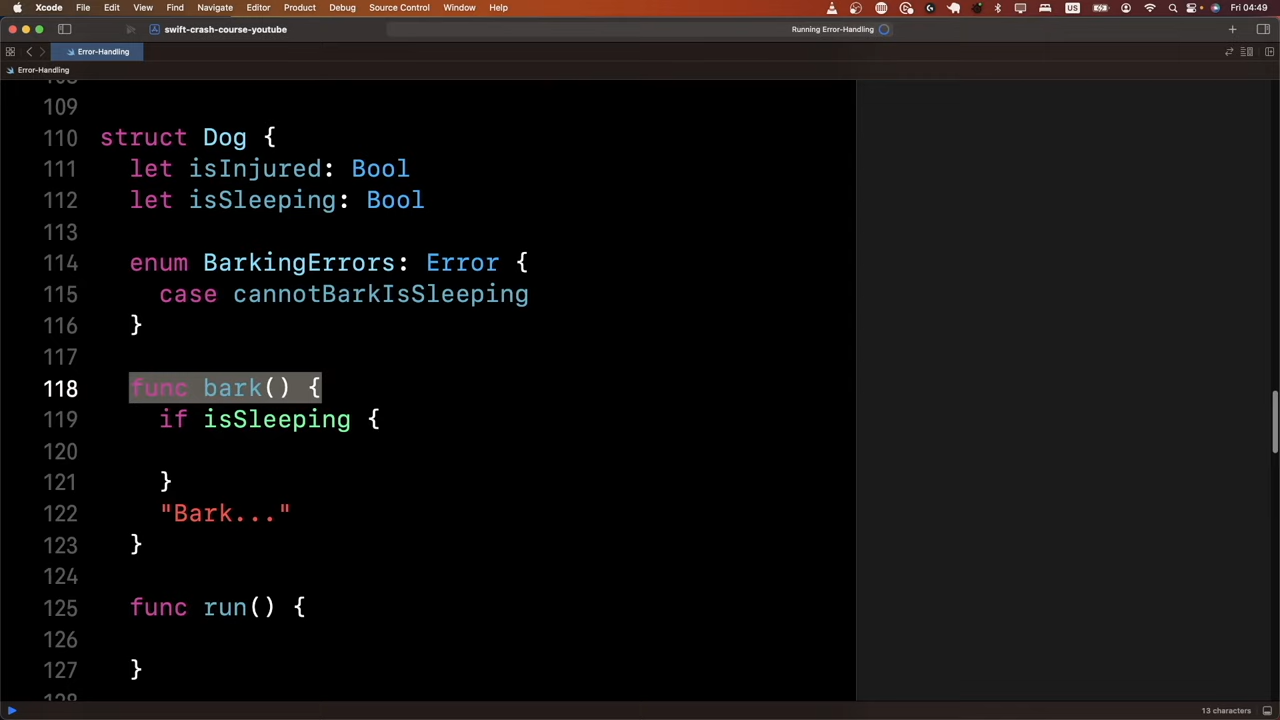 Xcode File Edit View Find Navigate Editor Product Debug Source Control Window Help US Fri 04:49
swift-crash-course-youtube Running Error-Handling
Error-Handling
Error-Handling
109
110 struct Dog {
111 let isInjured: Bool
112 let isSleeping: Bool
113
114 enum BarkingErrors: Error {
115 case cannotBarkIsSleeping
116 }
117
118 func bark() {
119 if isSleeping {
120
121 }
122 "Bark..."
123 }
124
125 func run() {
126
127 }
13 characters